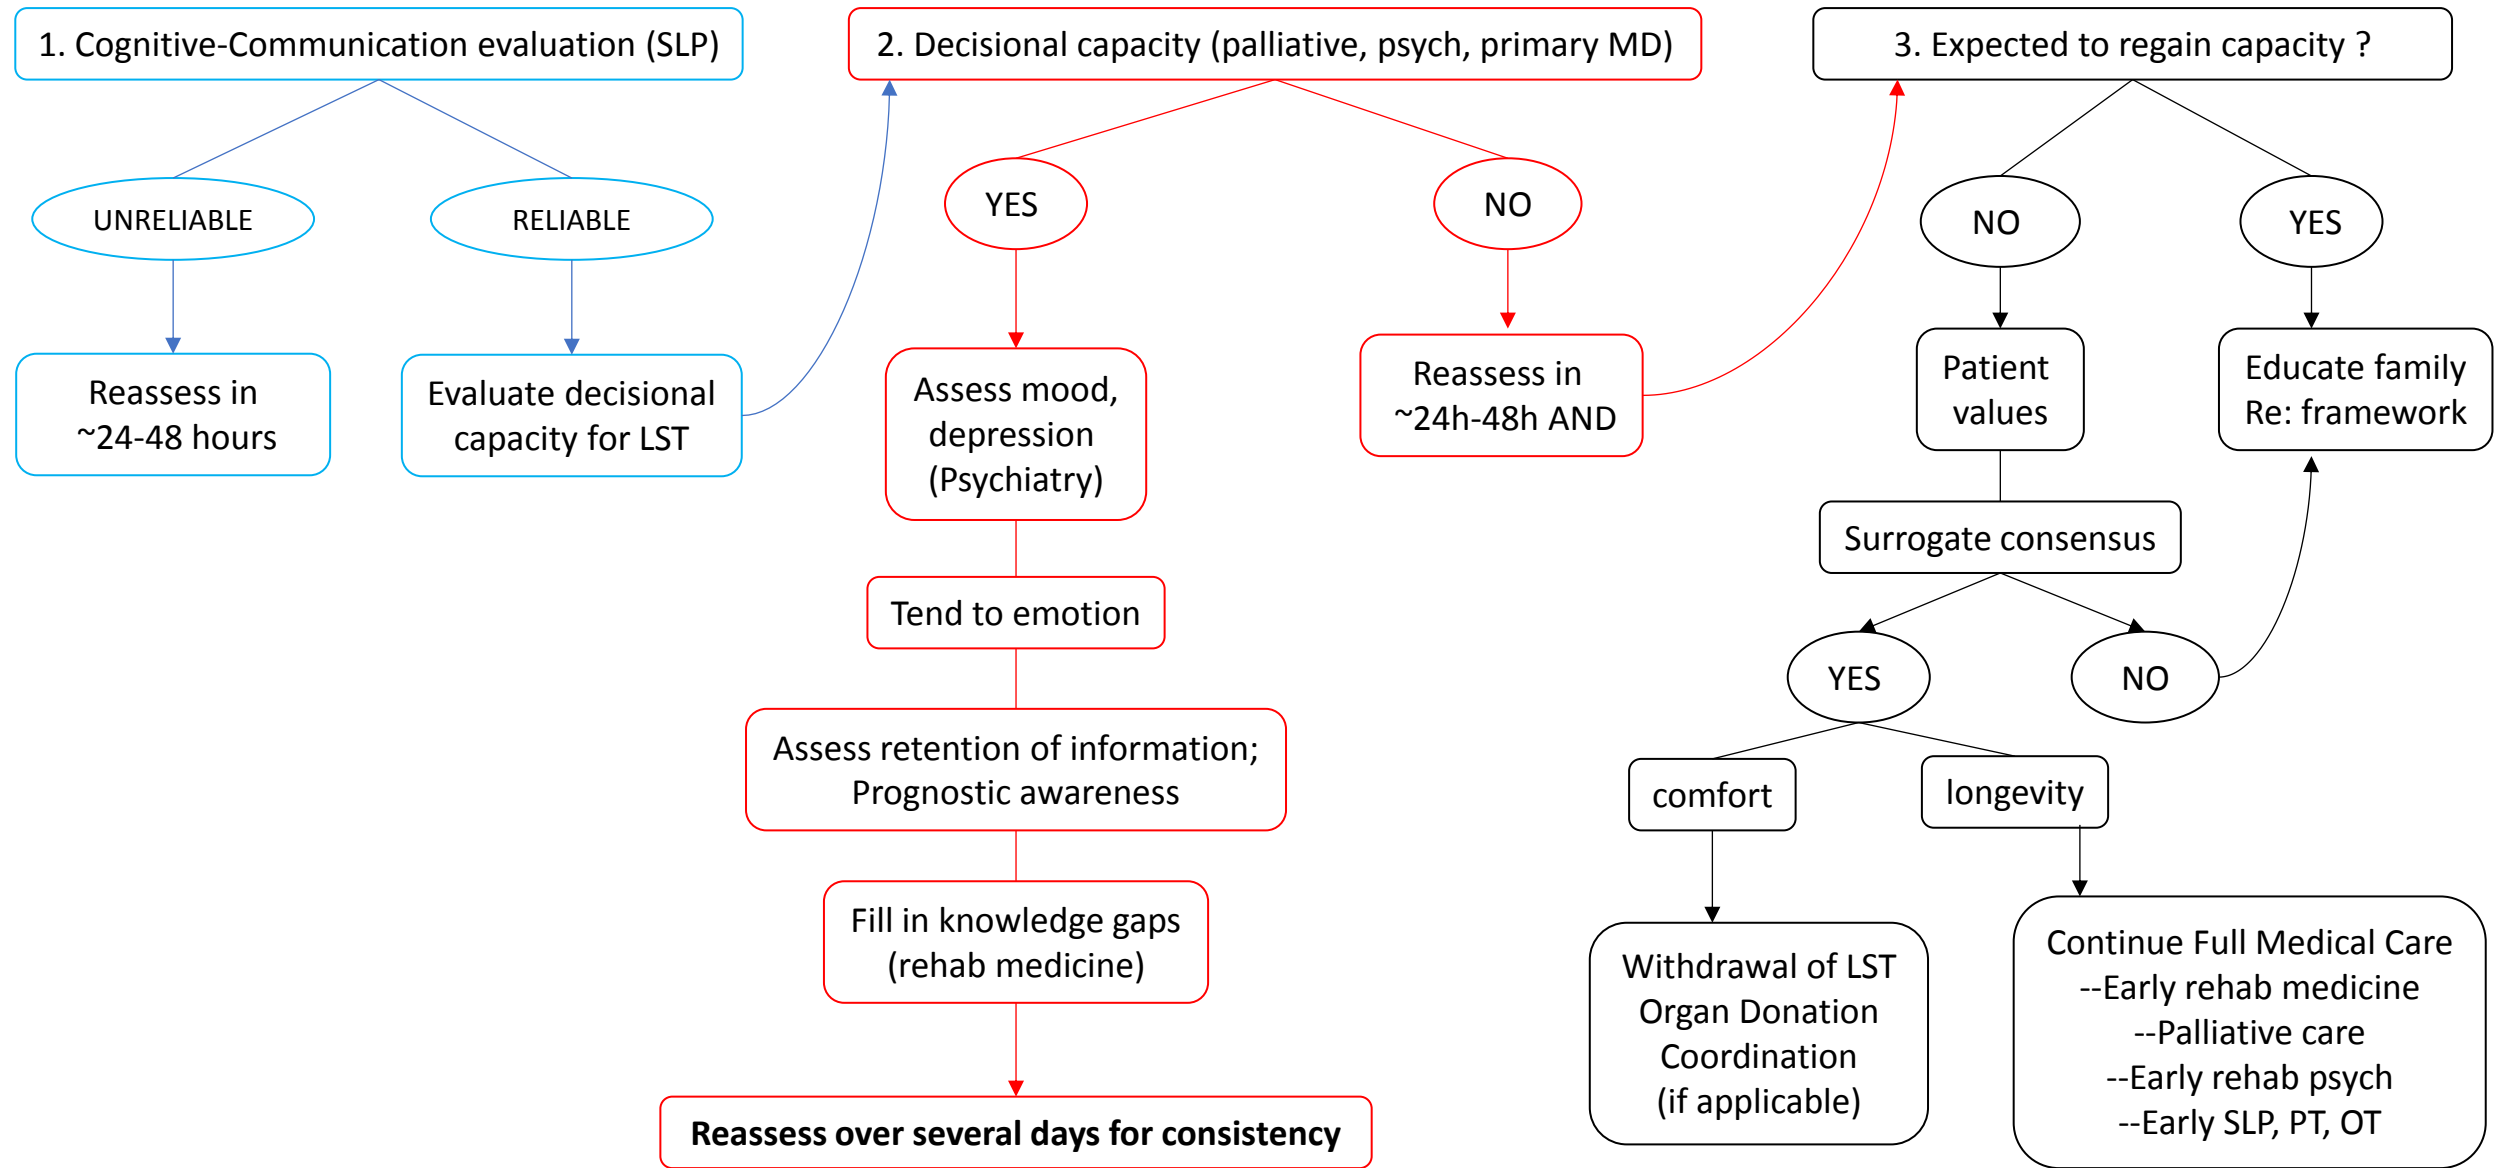 1. Cognitive-Communication evaluation (SLP)
UNRELIABLE
RELIABLE
Reassess in
~24-48 hours
Evaluate decisional
capacity for LST
2. Decisional capacity (palliative, psych, primary MD)
YES
NO
Assess mood,
depression
(Psychiatry)
Reassess in
~24h-48h AND
Tend to emotion
Assess retention of information;
Prognostic awareness
Fill in knowledge gaps
(rehab medicine)
Reassess over several days for consistency
3. Expected to regain capacity ?
NO
YES
Patient
values
Educate family
Re: framework
Surrogate consensus
YES
NO
comfort
longevity
Withdrawal of LST
Organ Donation
Coordination
(if applicable)
Continue Full Medical Care
--Early rehab medicine
--Palliative care
--Early rehab psych
--Early SLP, PT, OT